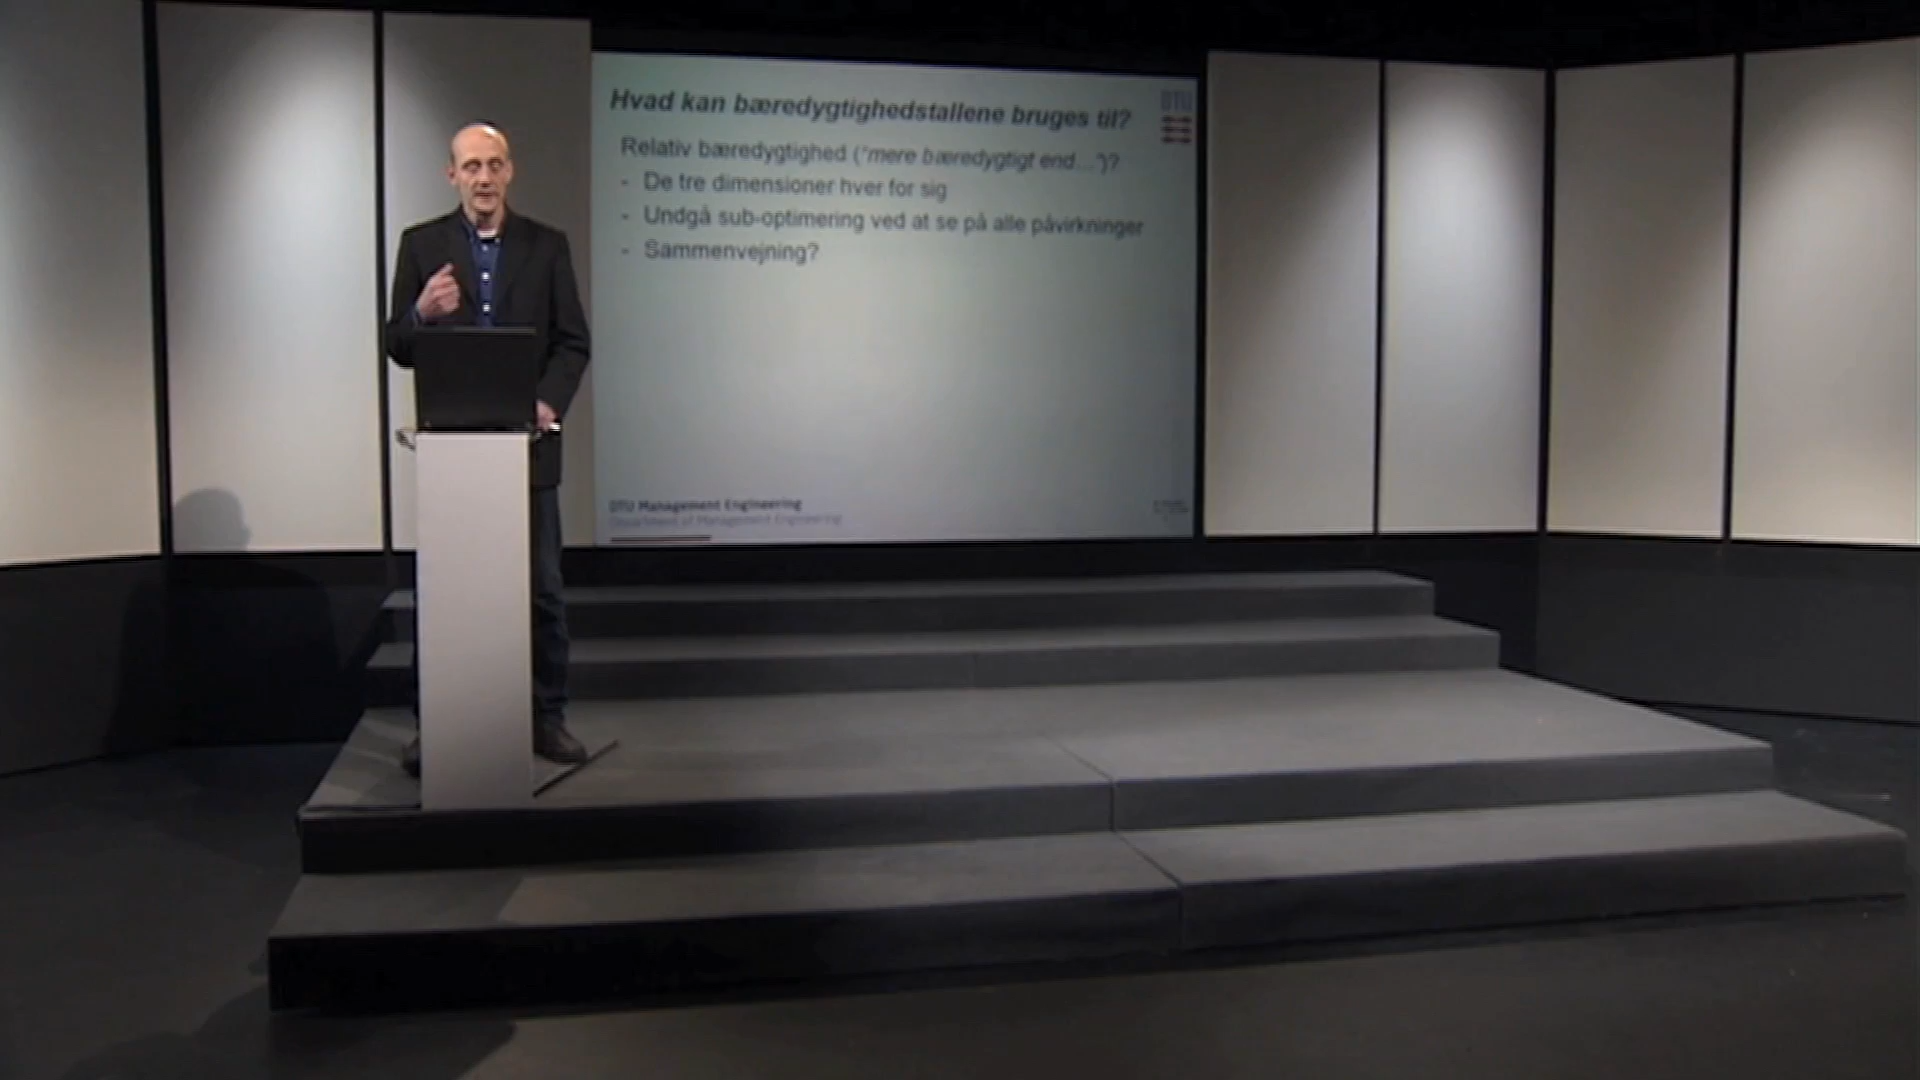 Hvad kan bæredygtighedstallene bruges til?
DTU
Relativ bæredygtighed ("mere bæredygtigt end...")?
- De tre dimensioner hver for sig
- Undgå sub-optimering ved at se på alle påvirkninger
- Sammenvejning?
DTU Management Engineering
Department of Management Engineering